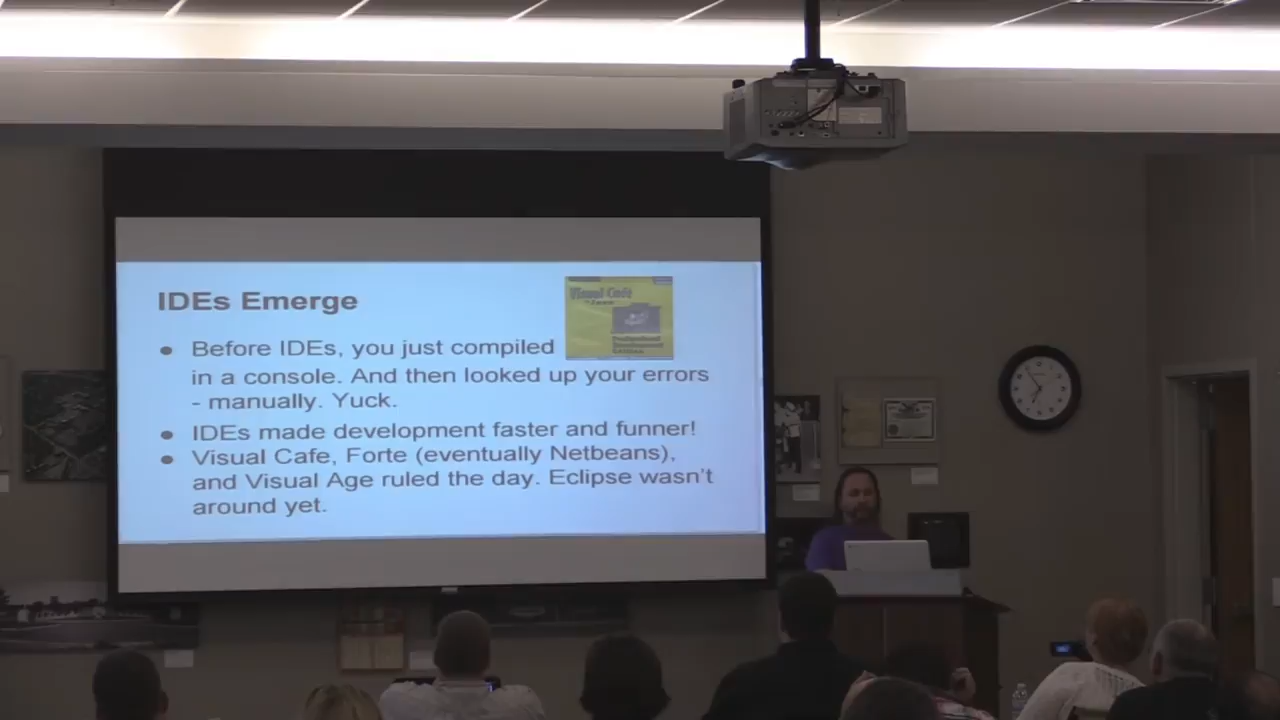 IDEs Emerge
Visual Café
● Before IDEs, you just compiled
in a console. And then looked up your errors
- manually. Yuck.
● IDEs made development faster and funner!
● Visual Cafe, Forte (eventually Netbeans),
and Visual Age ruled the day. Eclipse wasn't
around yet.